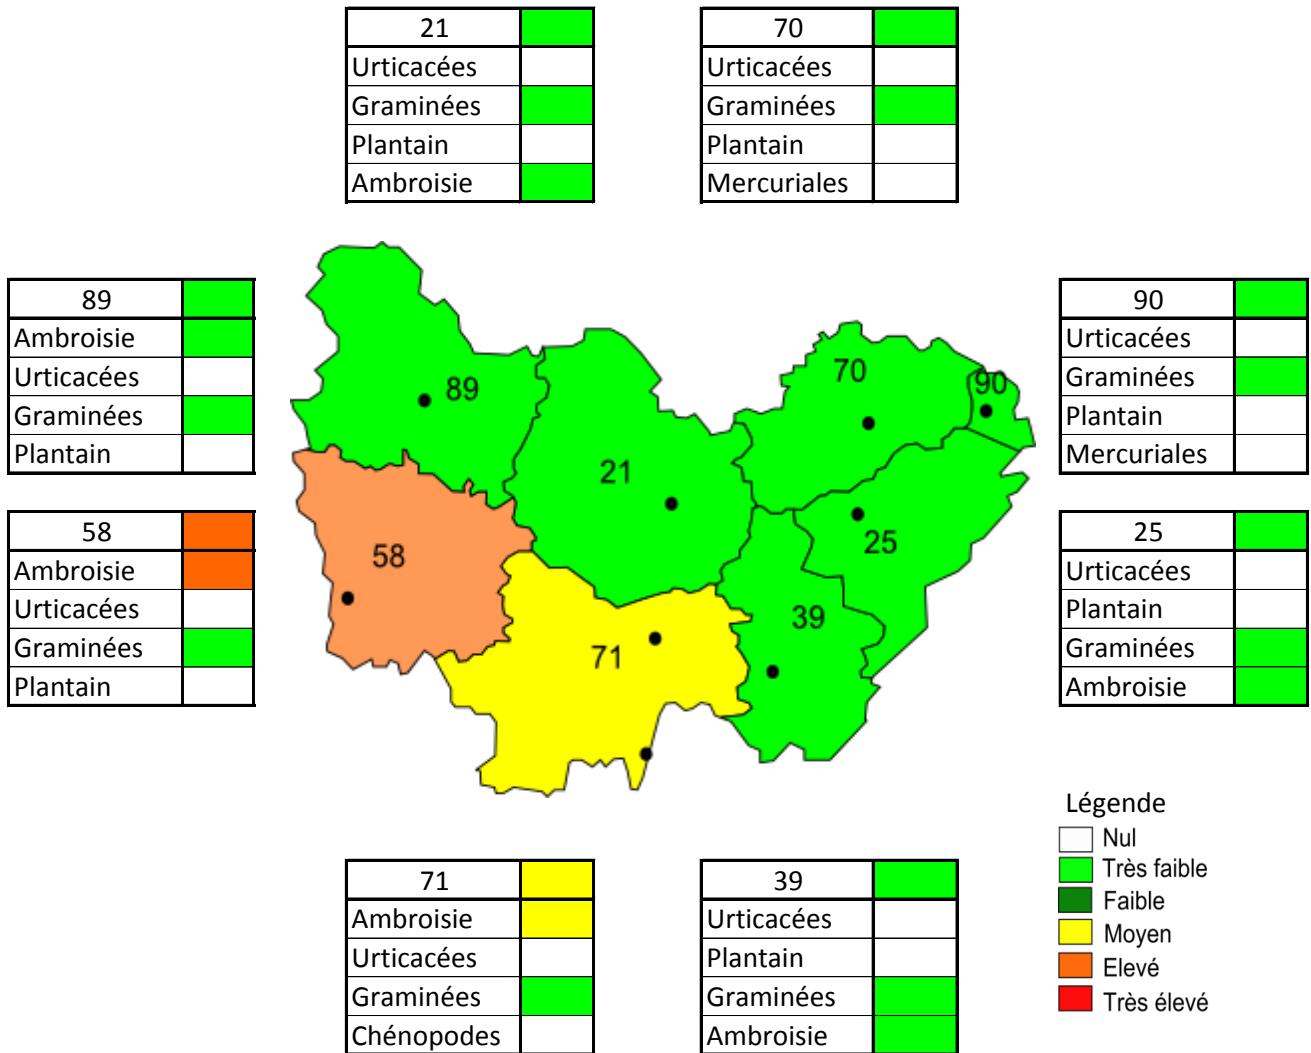 21
Urticacées
Graminées
Plantain
Ambroisie
70
Urticacées
Graminées
Plantain
Mercuriales
89
Ambroisie
Urticacées
Graminées
Plantain
58
Ambroisie
Urticacées
Graminées
Plantain
89
21
70
90
58
25
71
39
90
Urticacées
Graminées
Plantain
Mercuriales
25
Urticacées
Plantain
Graminées
Ambroisie
71
Ambroisie
Urticacées
Graminées
Chénopodes
39
Urticacées
Plantain
Graminées
Ambroisie
Légende
Nul
Très faible
Faible
Moyen
Elevé
Très élevé